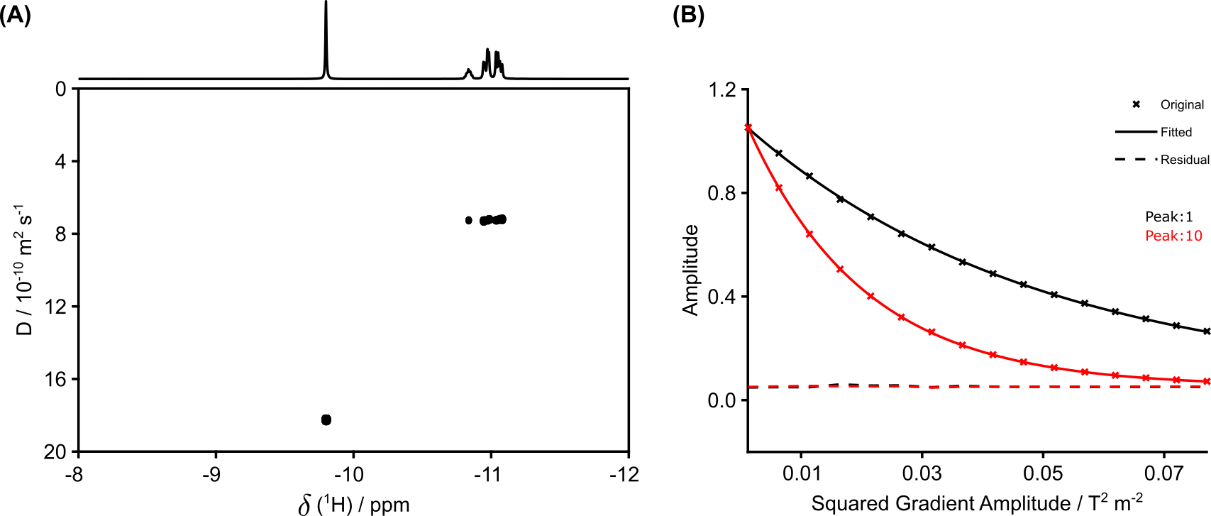 (A)
0
4
8
12
16
20
D / 10⁻¹⁰ m² s⁻¹
-8
-9
-10
-11
-12
δ (¹H) / ppm
(B)
1.2
0.8
0.4
0.0
Amplitude
Original
Fitted
Residual
Peak:1
Peak:10
0.01
0.03
0.05
0.07
Squared Gradient Amplitude / T² m⁻²